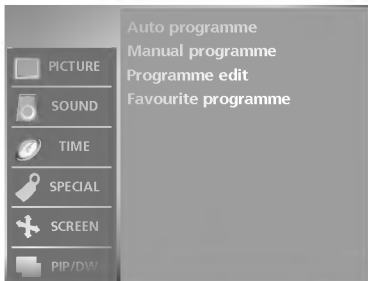 PICTURE
SOUND
TIME
SPECIAL
SCREEN
PIP/DW
Auto programme
Manual programme
Programme edit
Favourite programme